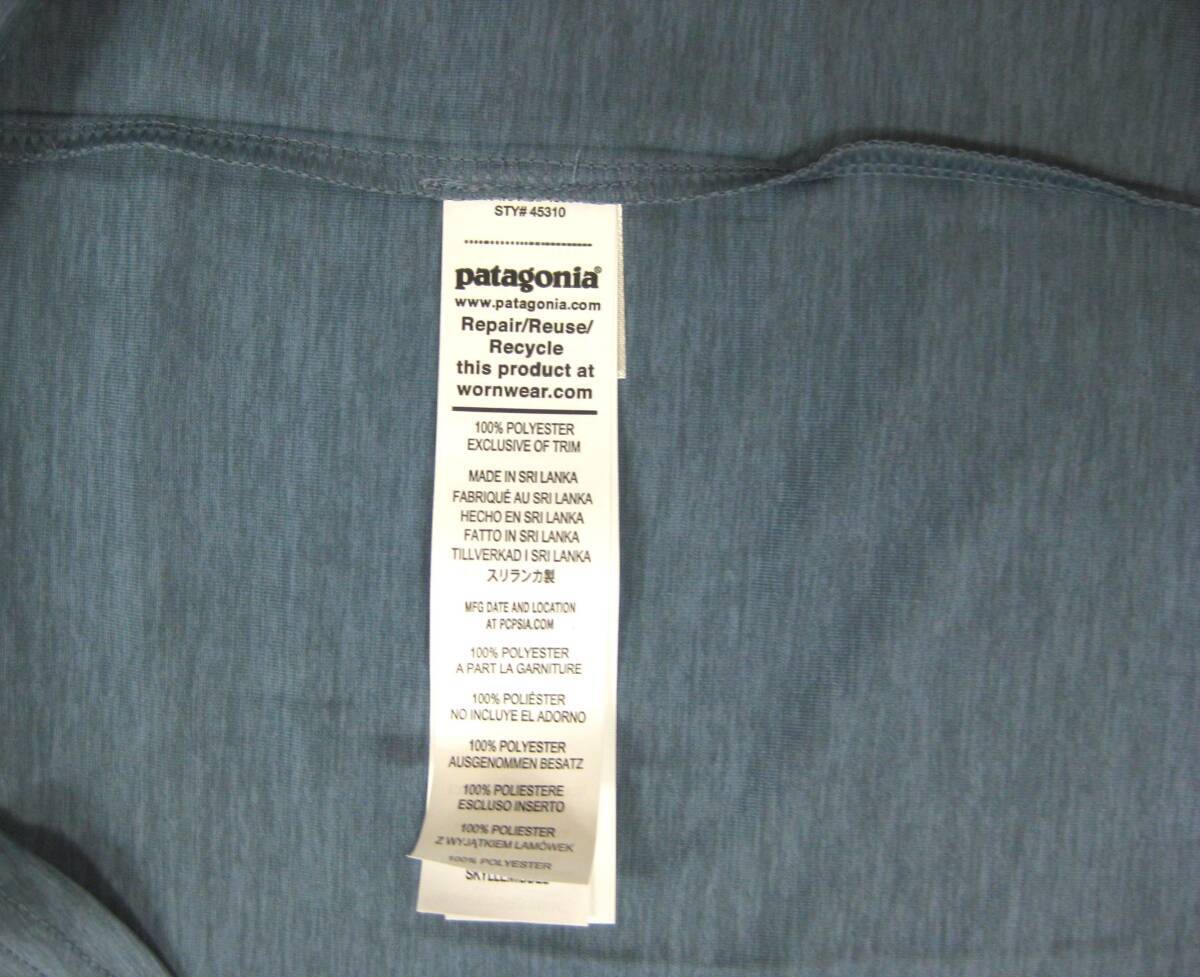 STY# 45310
patagonia®
www.patagonia.com
Repair/Reuse/
Recycle
this product at
wornwear.com
100% POLYESTER
EXCLUSIVE OF TRIM
MADE IN SRI LANKA
FABRIQUÉ AU SRI LANKA
HECHO EN SRI LANKA
FATTO IN SRI LANKA
TILLVERKAD I SRI LANKA
スリランカ製
MFG DATE AND LOCATION
AT PCPSIA.COM
100% POLYESTER
A PART LA GARNITURE
100% POLIÉSTER
NO INCLUYE EL ADORNO
100% POLYESTER
AUSGENOMMEN BESATZ
100% POLIESTERE
ESCLUSO INSERTO
100% POLIESTER
Z WYJĄTKIEM LAMÓWEK
100% POLYESTER